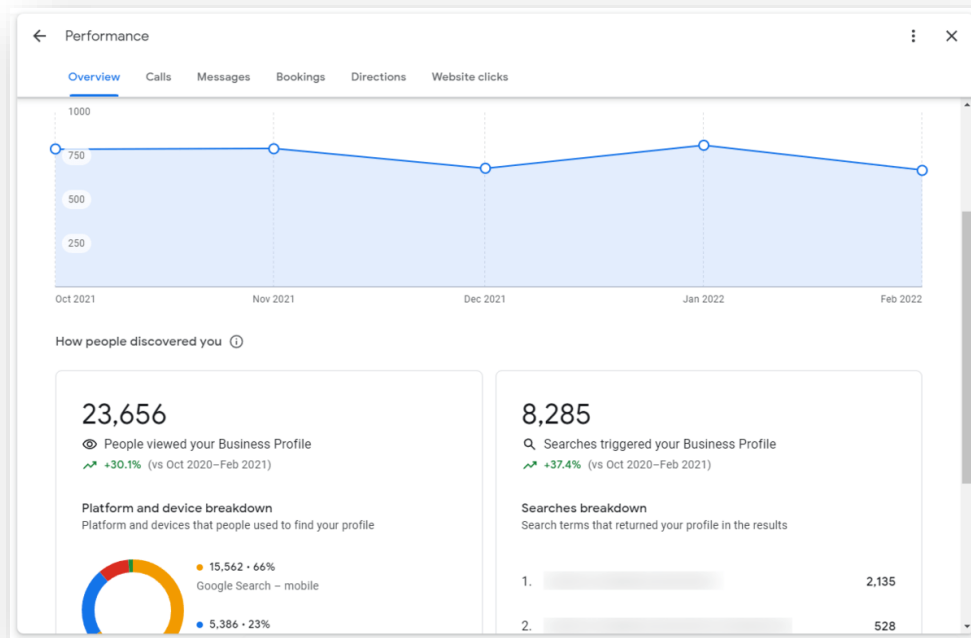 Performance
Overview Calls Messages Bookings Directions Website clicks
1000
750
500
250
Oct 2021 Nov 2021 Dec 2021 Jan 2022 Feb 2022
How people discovered you
23,656
People viewed your Business Profile
+30.1% (vs Oct 2020–Feb 2021)
Platform and device breakdown
Platform and devices that people used to find your profile
15,562 · 66%
Google Search – mobile
5,386 · 23%
8,285
Searches triggered your Business Profile
+37.4% (vs Oct 2020–Feb 2021)
Searches breakdown
Search terms that returned your profile in the results
1. 2,135
2. 528